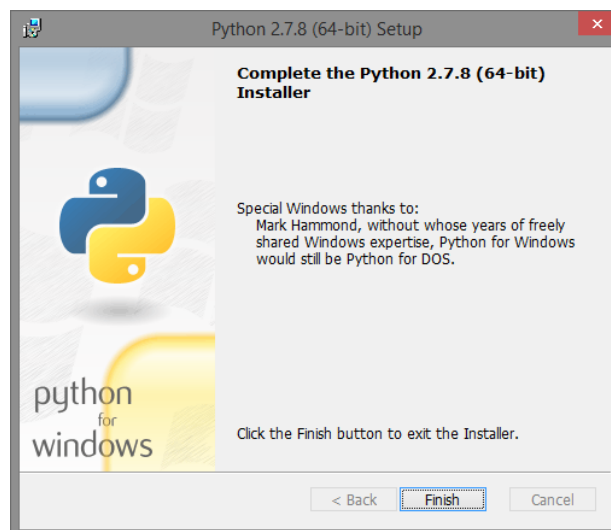 Python 2.7.8 (64-bit) Setup
Complete the Python 2.7.8 (64-bit)
Installer
Special Windows thanks to:
Mark Hammond, without whose years of freely
shared Windows expertise, Python for Windows
would still be Python for DOS.
python
for
windows
Click the Finish button to exit the Installer.
< Back
Finish
Cancel